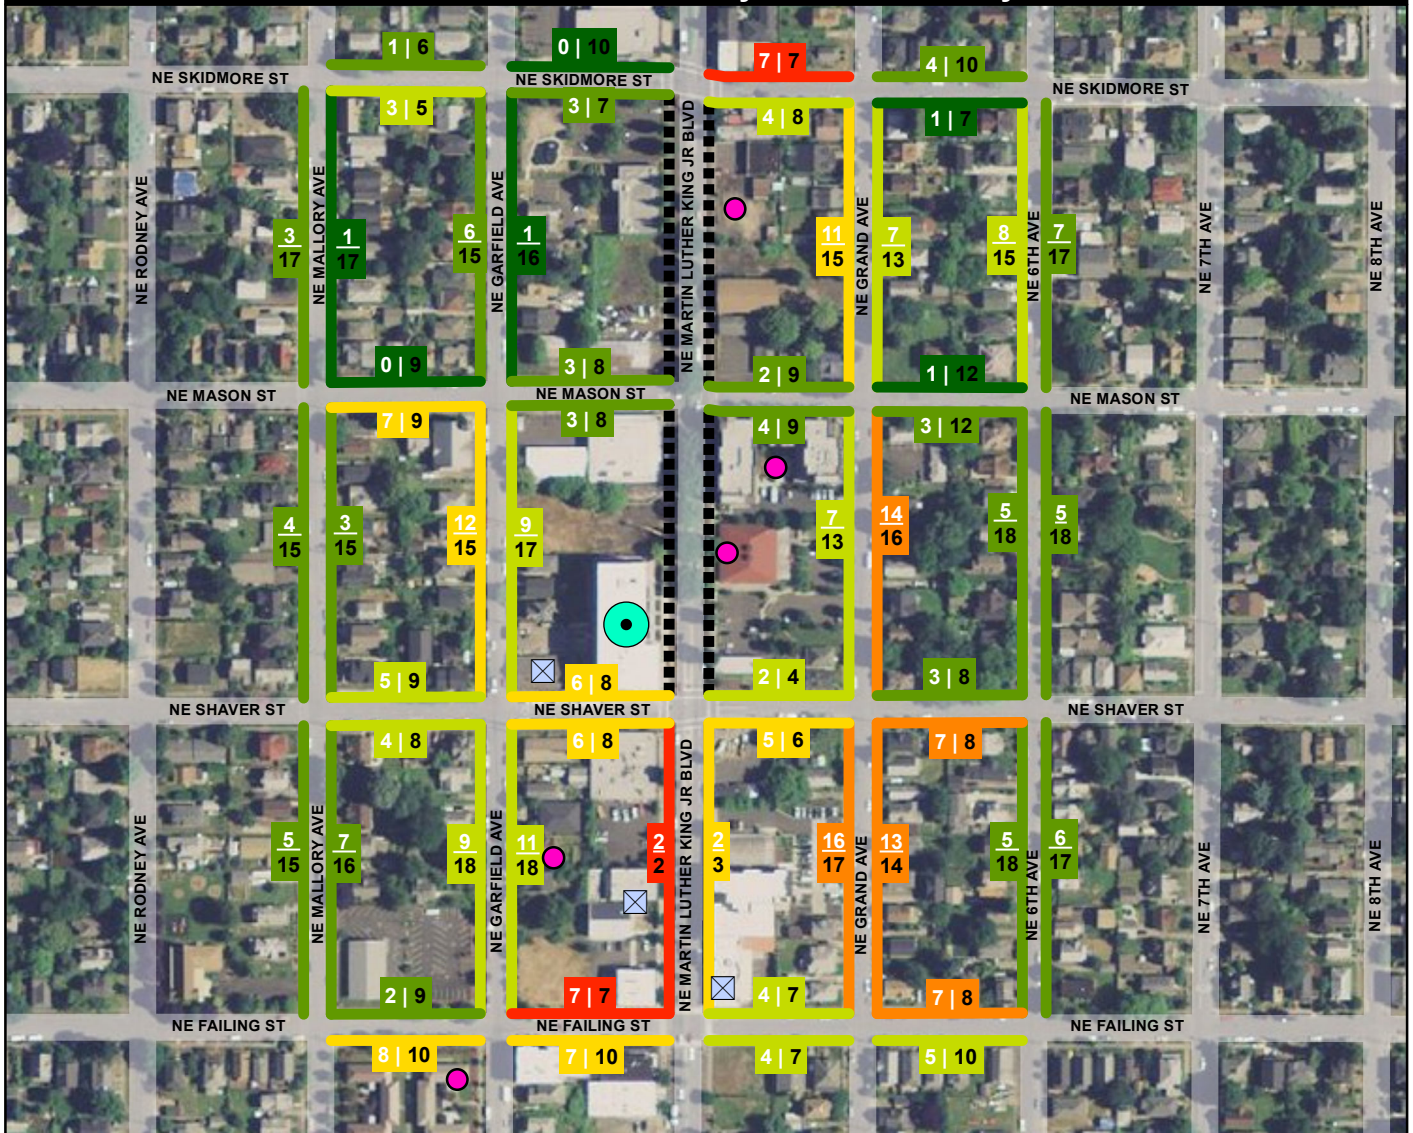 1 | 6
0 | 10
7 | 7
4 | 10
NE SKIDMORE ST
NE SKIDMORE ST
NE SKIDMORE ST
3 | 5
3 | 7
4 | 8
1 | 7
NE RODNEY AVE
NE MALLORY AVE
NE GARFIELD AVE
NE MARTIN LUTHER KING JR BLVD
NE GRAND AVE
NE 6TH AVE
NE 7TH AVE
NE 8TH AVE
3
17
1
17
6
15
1
16
11
15
7
13
8
15
7
17
0 | 9
3 | 8
2 | 9
1 | 12
NE MASON ST
NE MASON ST
NE MASON ST
7 | 9
3 | 8
4 | 9
3 | 12
4
15
3
15
12
15
9
17
7
13
14
16
5
18
5
18
5 | 9
6 | 8
2 | 4
3 | 8
NE SHAVER ST
NE SHAVER ST
NE SHAVER ST
4 | 8
6 | 8
5 | 6
7 | 8
NE RODNEY AVE
NE MALLORY AVE
NE GARFIELD AVE
NE MARTIN LUTHER KING JR BLVD
NE GRAND AVE
NE 6TH AVE
NE 7TH AVE
NE 8TH AVE
5
15
7
16
9
18
11
18
2
2
2
3
16
17
13
14
5
18
6
17
2 | 9
7 | 7
4 | 7
7 | 8
NE FAILING ST
NE FAILING ST
NE FAILING ST
8 | 10
7 | 10
4 | 7
5 | 10